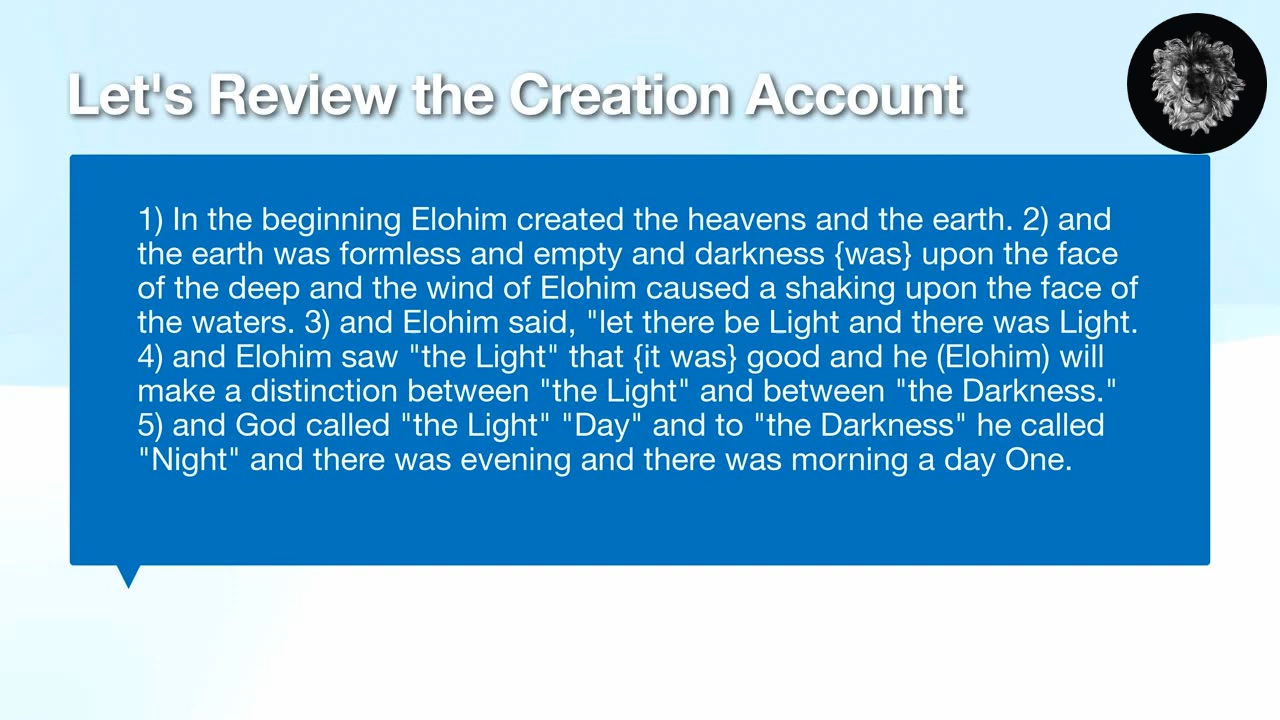 Let's Review the Creation Account
1) In the beginning Elohim created the heavens and the earth. 2) and
the earth was formless and empty and darkness {was} upon the face
of the deep and the wind of Elohim caused a shaking upon the face of
the waters. 3) and Elohim said, "let there be Light and there was Light.
4) and Elohim saw "the Light" that {it was} good and he (Elohim) will
make a distinction between "the Light" and between "the Darkness."
5) and God called "the Light" "Day" and to "the Darkness" he called
"Night" and there was evening and there was morning a day One.